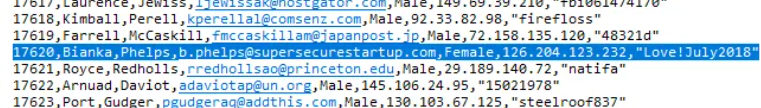 17617,Laurence,Jewiss,ljewissak@hostgator.com,Male,149.69.39.210,"fb1061474170"
17618,Kimball,Perell,kperellal@comsenz.com,Male,92.33.82.98,"firefloss"
17619,Farrell,McCaskill,fmccaskillam@japanpost.jp,Male,72.158.135.120,"48321d"
17620,Bianka,Phelps,b.phelps@supersecurestartup.com,Female,126.204.123.232,"Love!July2018"
17621,Royce,Redholls,rredhollsao@princeton.edu,Male,29.189.140.72,"natifa"
17622,Arnuad,Daviot,adaviotap@un.org,Male,145.106.24.95,"15021978"
17623,Port,Gudger,pgudgeraq@addthis.com,Male,130.103.67.125,"steelroof837"